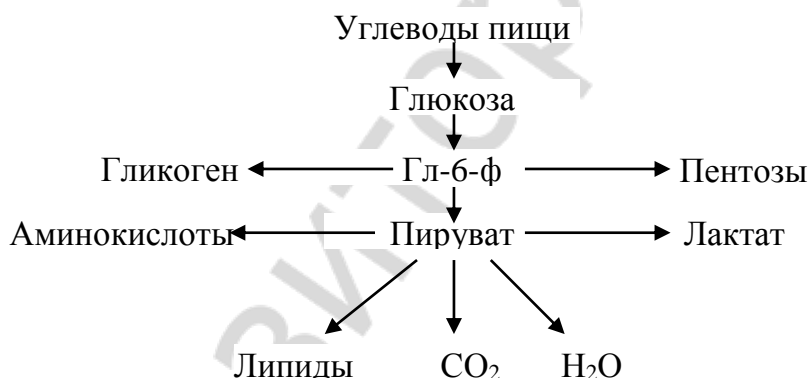 Углеводы пищи
Глюкоза
Гликоген Гл-6-ф Пентозы
Аминокислоты Пируват Лактат
Липиды CO₂ H₂O